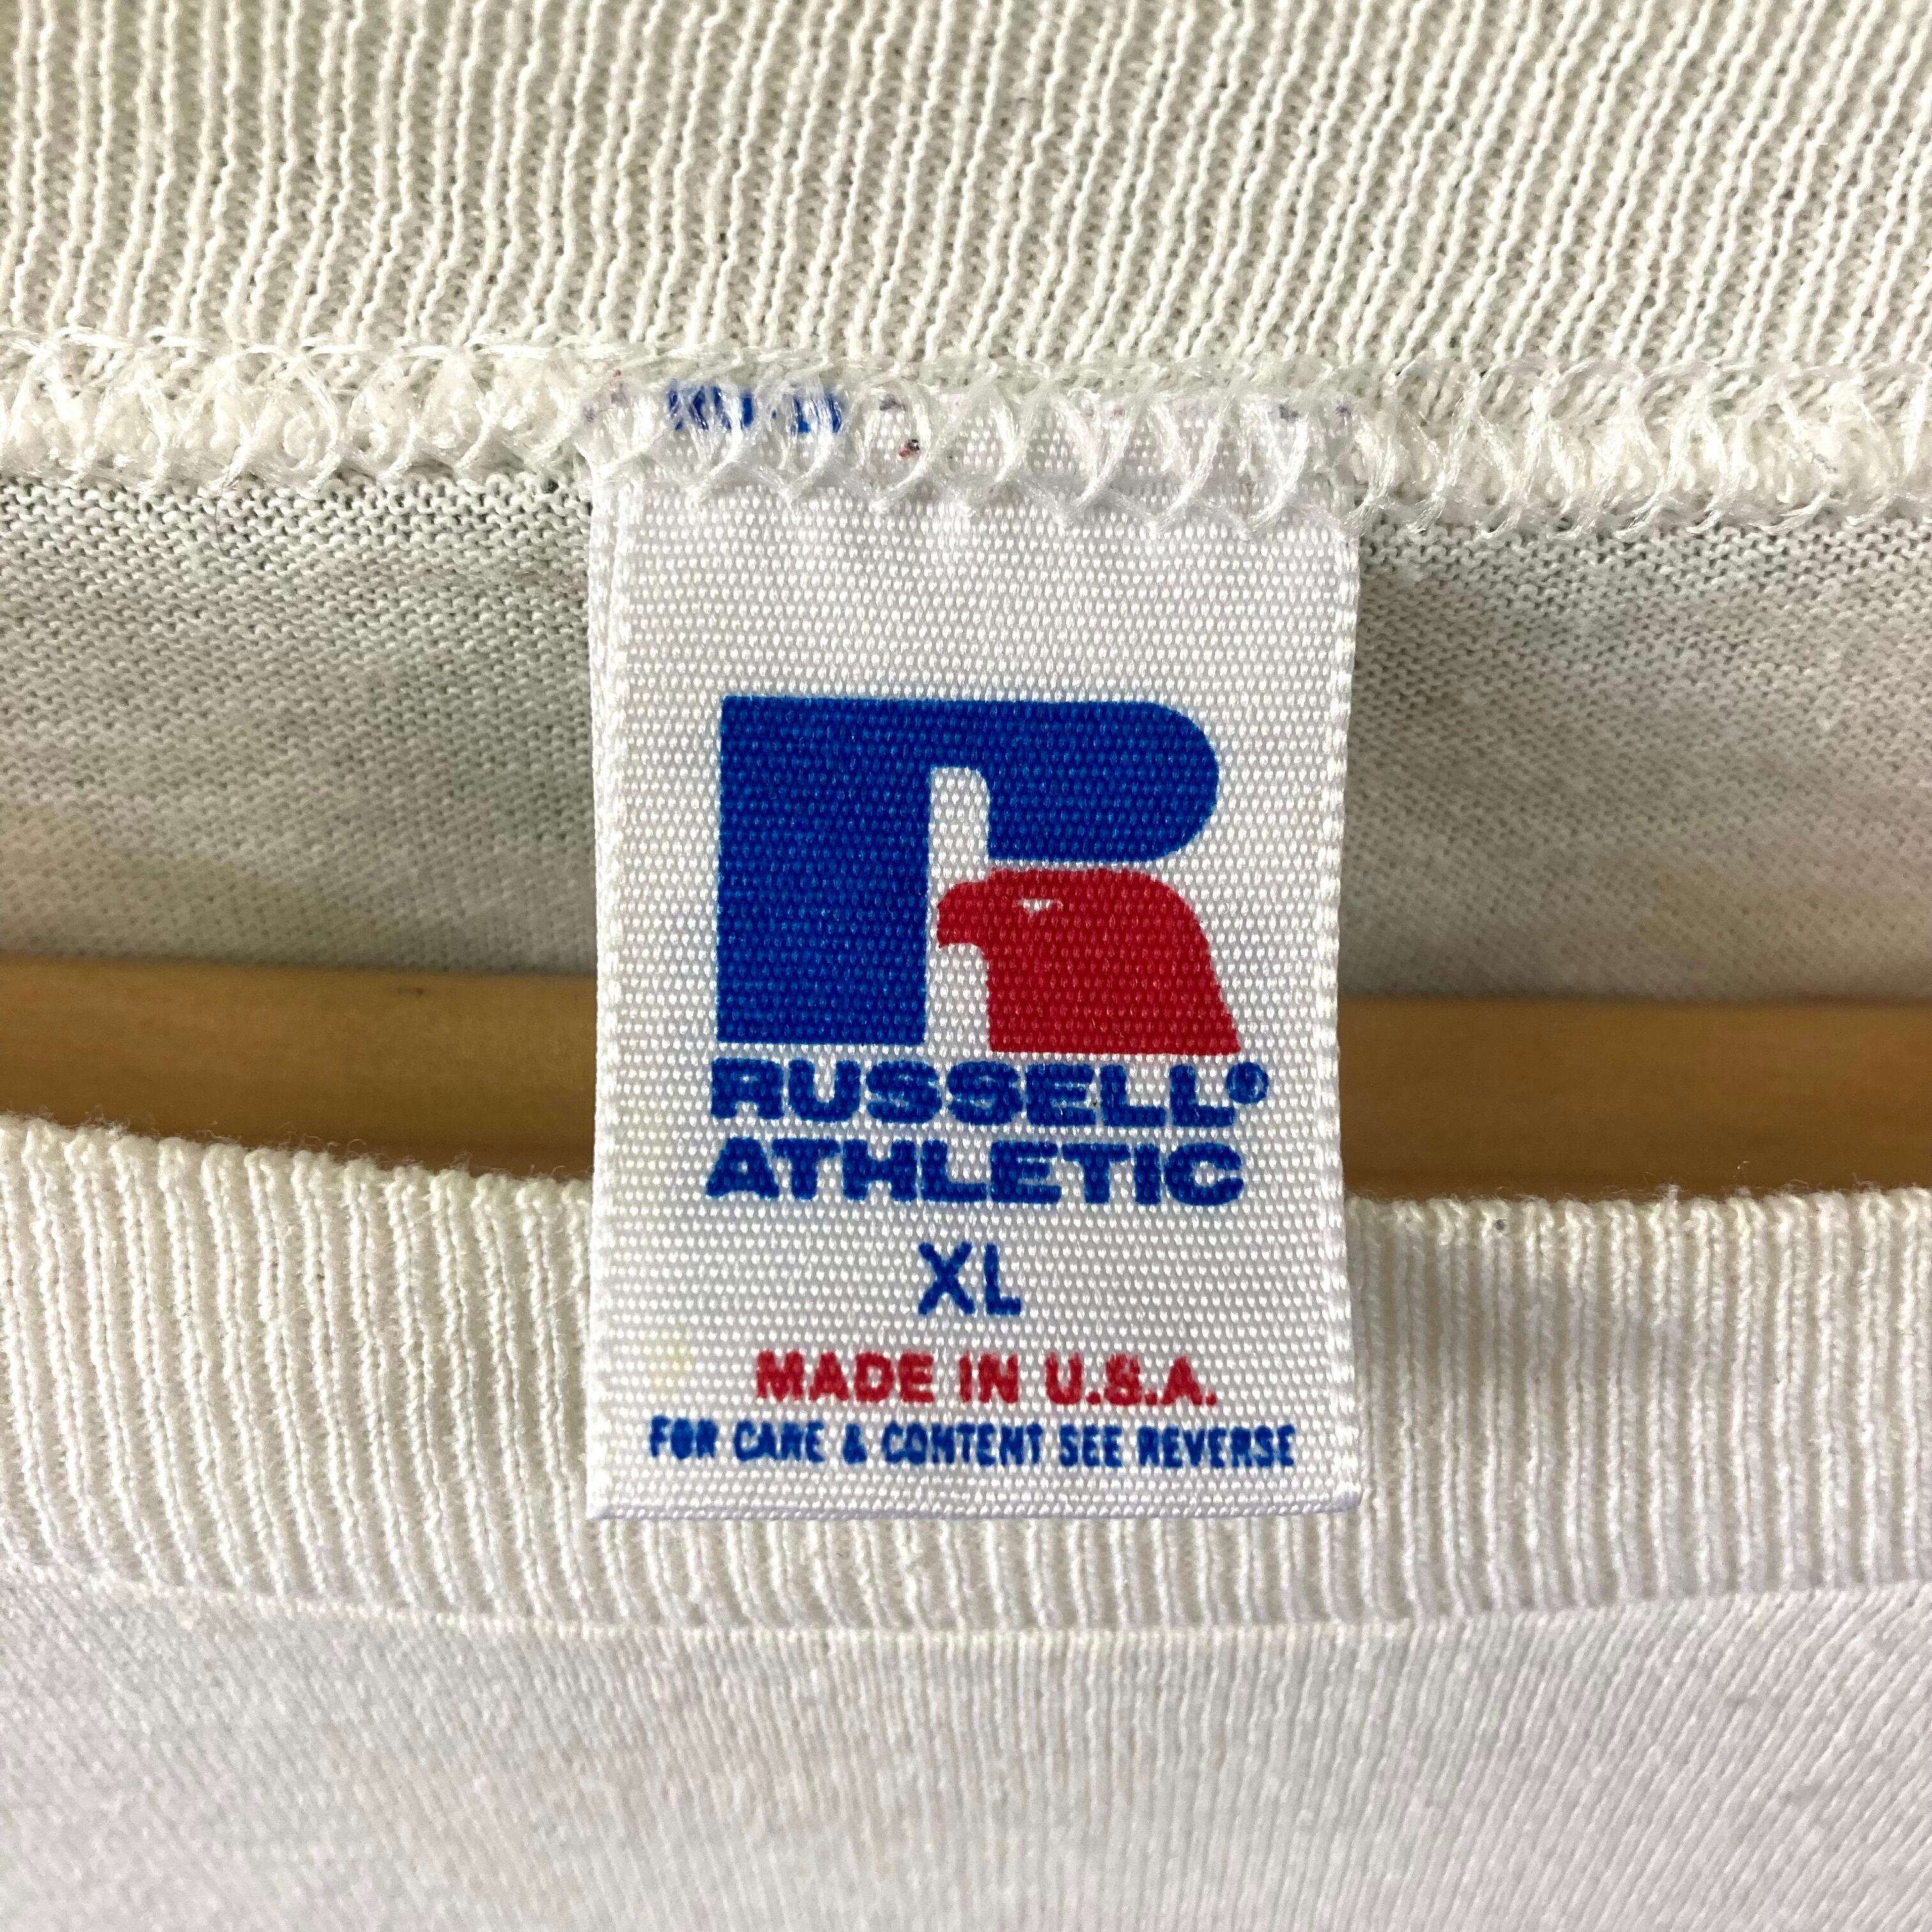 RUSSELL®
ATHLETIC
XL
MADE IN U.S.A.
FOR CARE & CONTENT SEE REVERSE